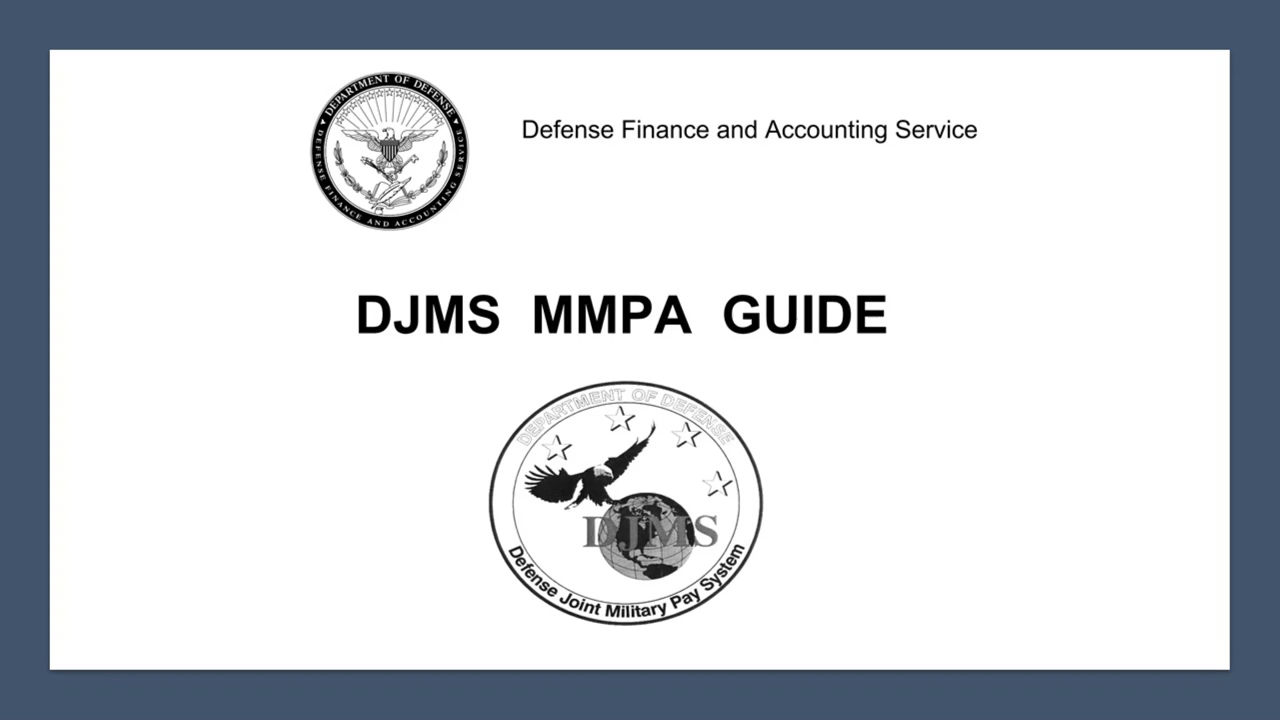 DEPARTMENT OF DEFENSE
DEFENSE FINANCE AND ACCOUNTING SERVICE
Defense Finance and Accounting Service
DJMS MMPA GUIDE
DEPARTMENT OF DEFENSE
DJMS
Defense Joint Military Pay System